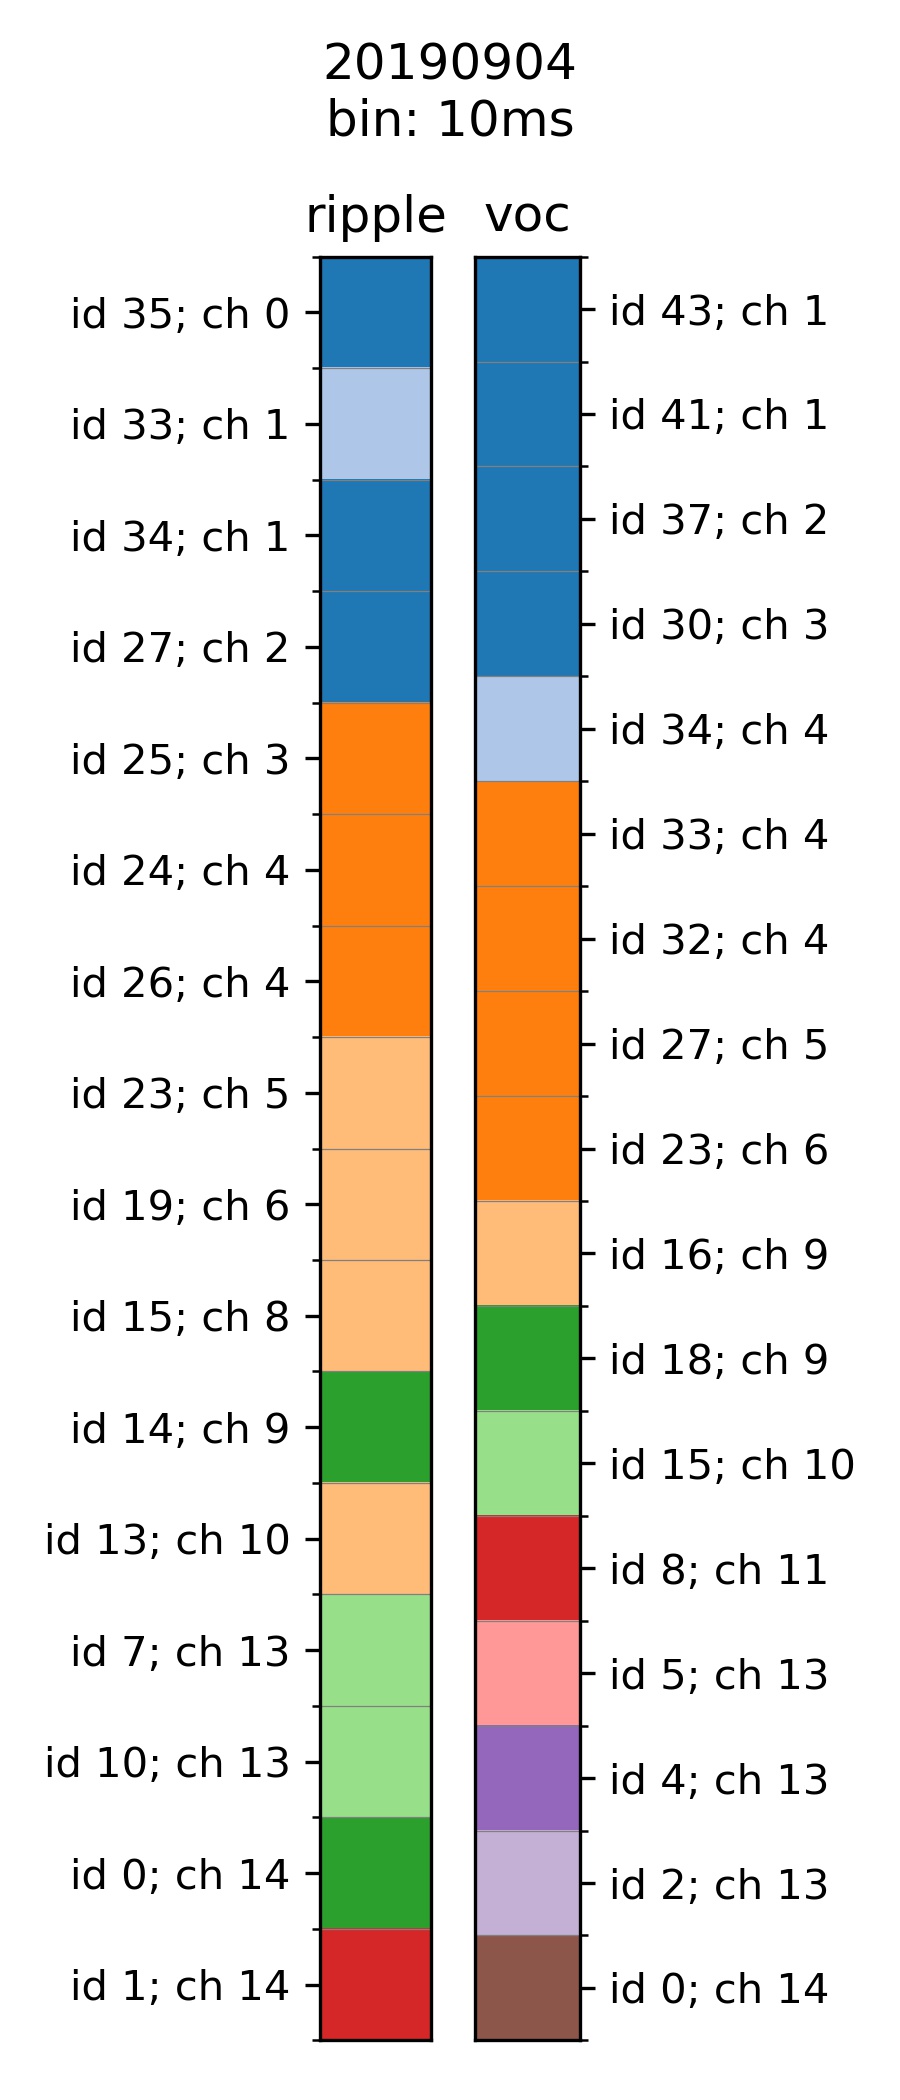 20190904
bin: 10ms
ripple
voc
id 35; ch 0
id 33; ch 1
id 34; ch 1
id 27; ch 2
id 25; ch 3
id 24; ch 4
id 26; ch 4
id 23; ch 5
id 19; ch 6
id 15; ch 8
id 14; ch 9
id 13; ch 10
id 7; ch 13
id 10; ch 13
id 0; ch 14
id 1; ch 14
id 43; ch 1
id 41; ch 1
id 37; ch 2
id 30; ch 3
id 34; ch 4
id 33; ch 4
id 32; ch 4
id 27; ch 5
id 23; ch 6
id 16; ch 9
id 18; ch 9
id 15; ch 10
id 8; ch 11
id 5; ch 13
id 4; ch 13
id 2; ch 13
id 0; ch 14